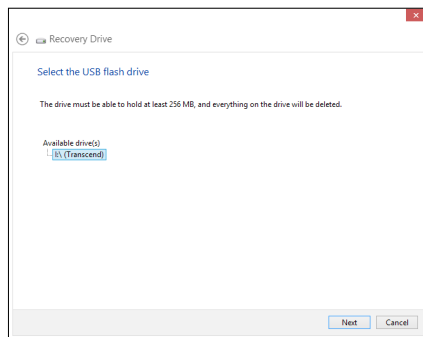 Recovery Drive
Select the USB flash drive
The drive must be able to hold at least 256 MB, and everything on the drive will be deleted.
Available drive(s)
I:\ (Transcend)
Next
Cancel